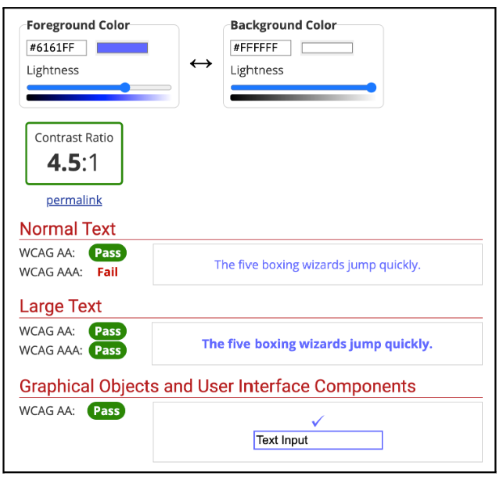 Foreground Color
#6161FF
Lightness
Background Color
#FFFFFF
Lightness
Contrast Ratio
4.5:1
permalink
Normal Text
WCAG AA: Pass
WCAG AAA: Fail
The five boxing wizards jump quickly.
Large Text
WCAG AA: Pass
WCAG AAA: Pass
The five boxing wizards jump quickly.
Graphical Objects and User Interface Components
WCAG AA: Pass
Text Input